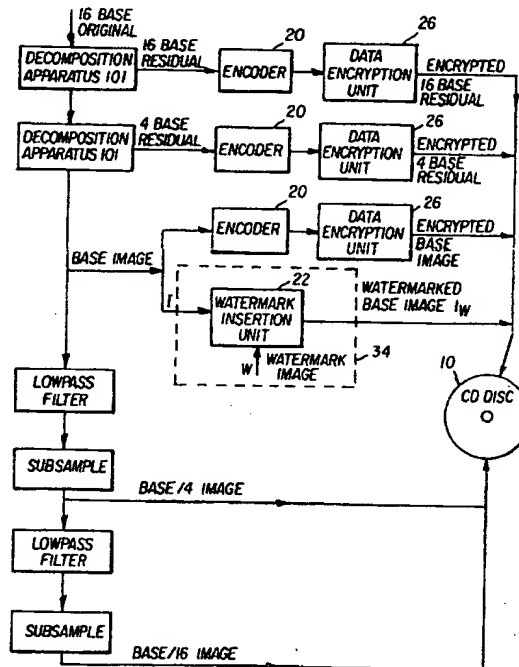 16 BASE
ORIGINAL
DECOMPOSITION
APPARATUS 101
16 BASE
RESIDUAL
20
ENCODER
26
DATA
ENCRYPTION
UNIT
ENCRYPTED
16 BASE
RESIDUAL
DECOMPOSITION
APPARATUS 101
4 BASE
RESIDUAL
20
ENCODER
26
DATA
ENCRYPTION
UNIT
ENCRYPTED
4 BASE
RESIDUAL
BASE IMAGE
20
ENCODER
26
DATA
ENCRYPTION
UNIT
ENCRYPTED
BASE
IMAGE
I
22
WATERMARK
INSERTION
UNIT
WATERMARKED
BASE IMAGE IW
W
WATERMARK
IMAGE
34
10
CD DISC
LOWPASS
FILTER
SUBSAMPLE
BASE/4 IMAGE
LOWPASS
FILTER
SUBSAMPLE
BASE/16 IMAGE